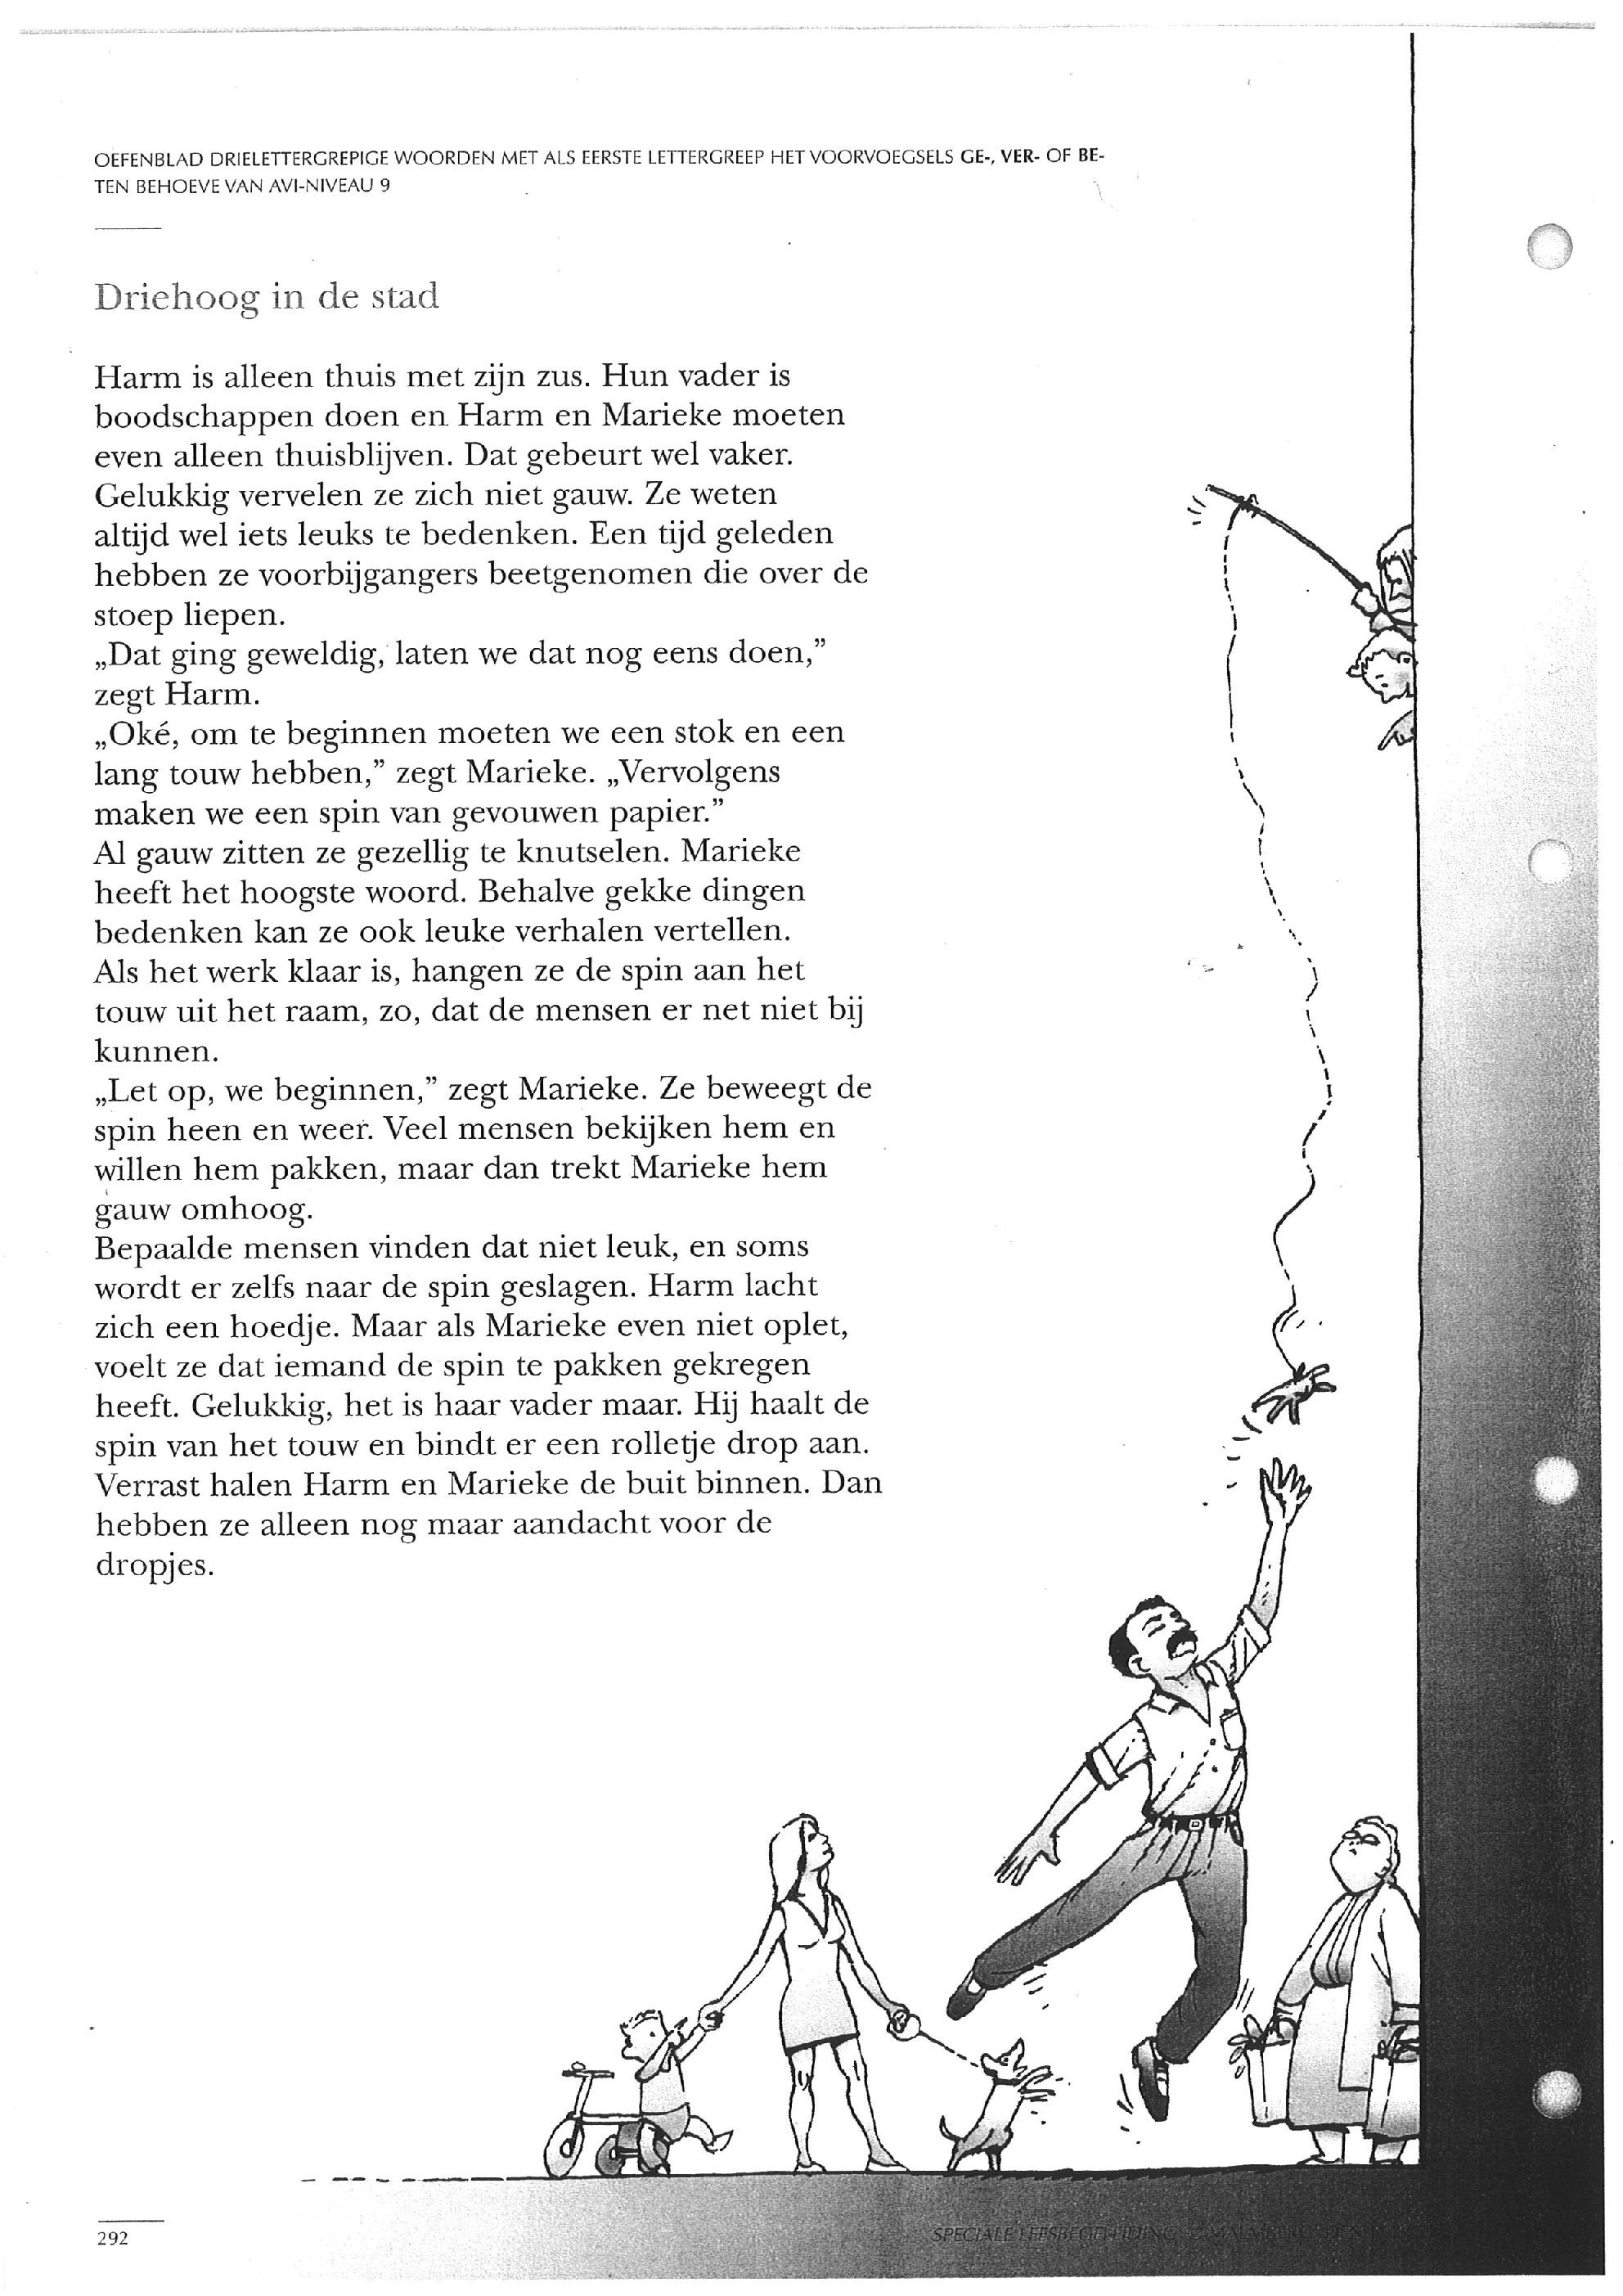 OEFENBLAD DRIELETTERGREPIGE WOORDEN MET ALS EERSTE LETTERGREEP HET VOORVOEGSELS GE-, VER- OF BE-
TEN BEHOEVE VAN AVI-NIVEAU 9
Driehoog in de stad
Harm is alleen thuis met zijn zus. Hun vader is
boodschappen doen en Harm en Marieke moeten
even alleen thuisblijven. Dat gebeurt wel vaker.
Gelukkig vervelen ze zich niet gauw. Ze weten
altijd wel iets leuks te bedenken. Een tijd geleden
hebben ze voorbijgangers beetgenomen die over de
stoep liepen.
„Dat ging geweldig, laten we dat nog eens doen,”
zegt Harm.
„Oké, om te beginnen moeten we een stok en een
lang touw hebben,” zegt Marieke. „Vervolgens
maken we een spin van gevouwen papier.”
Al gauw zitten ze gezellig te knutselen. Marieke
heeft het hoogste woord. Behalve gekke dingen
bedenken kan ze ook leuke verhalen vertellen.
Als het werk klaar is, hangen ze de spin aan het
touw uit het raam, zo, dat de mensen er net niet bij
kunnen.
„Let op, we beginnen,” zegt Marieke. Ze beweegt de
spin heen en weer. Veel mensen bekijken hem en
willen hem pakken, maar dan trekt Marieke hem
gauw omhoog.
Bepaalde mensen vinden dat niet leuk, en soms
wordt er zelfs naar de spin geslagen. Harm lacht
zich een hoedje. Maar als Marieke even niet oplet,
voelt ze dat iemand de spin te pakken gekregen
heeft. Gelukkig, het is haar vader maar. Hij haalt de
spin van het touw en bindt er een rolletje drop aan.
Verrast halen Harm en Marieke de buit binnen. Dan
hebben ze alleen nog maar aandacht voor de
dropjes.
292
SPECIALE LEESBEGELEIDING © MALMBERG